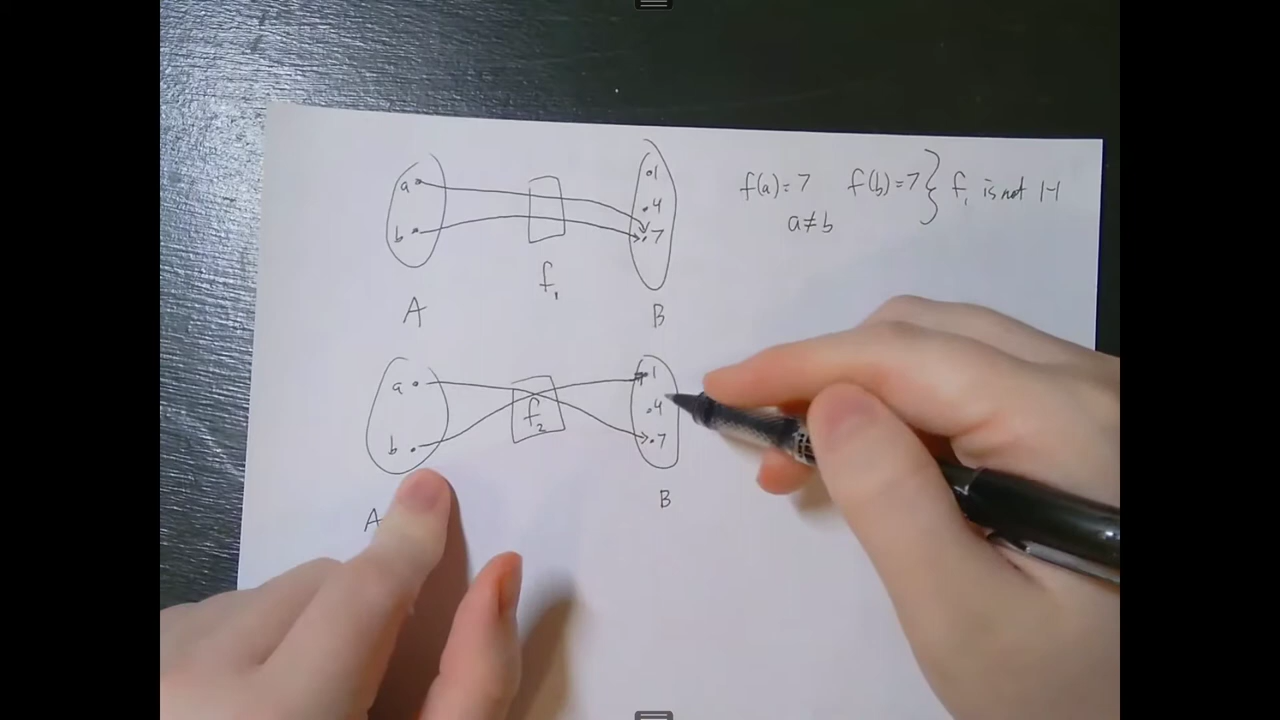 a
b
f₁
A
1
4
7
B
f(a) = 7 f(b) = 7 } f₁ is not 1-1
a ≠ b
a
b
f₂
A
1
4
7
B